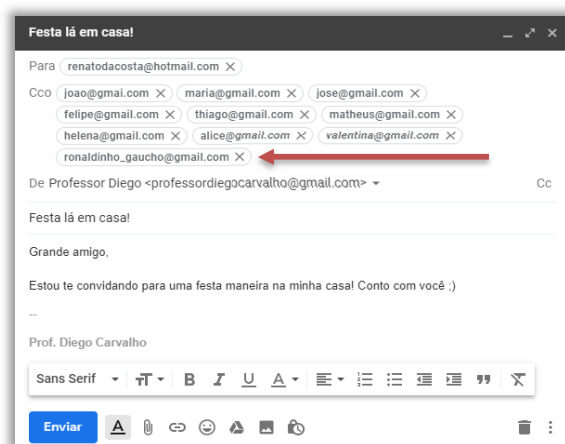 Festa lá em casa!
Para renatodacosta@hotmail.com
Cco joao@gmai.com maria@gmail.com jose@gmail.com
felipe@gmail.com thiago@gmail.com matheus@gmail.com
helena@gmail.com alice@gmail.com valentina@gmail.com
ronaldinho_gaucho@gmail.com
De Professor Diego <professordiegocarvalho@gmail.com> Cc
Festa lá em casa!
Grande amigo,
Estou te convidando para uma festa maneira na minha casa! Conto com você ;)
--
Prof. Diego Carvalho
Sans Serif B I U A
Enviar A